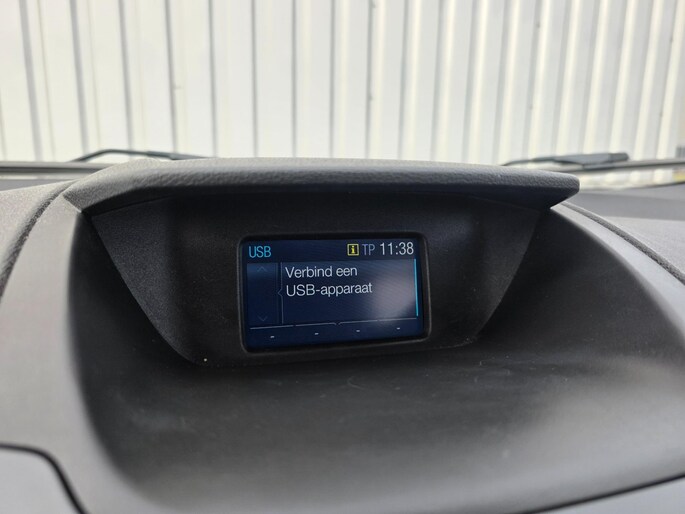 USB i TP 11:38
Verbind een
USB-apparaat